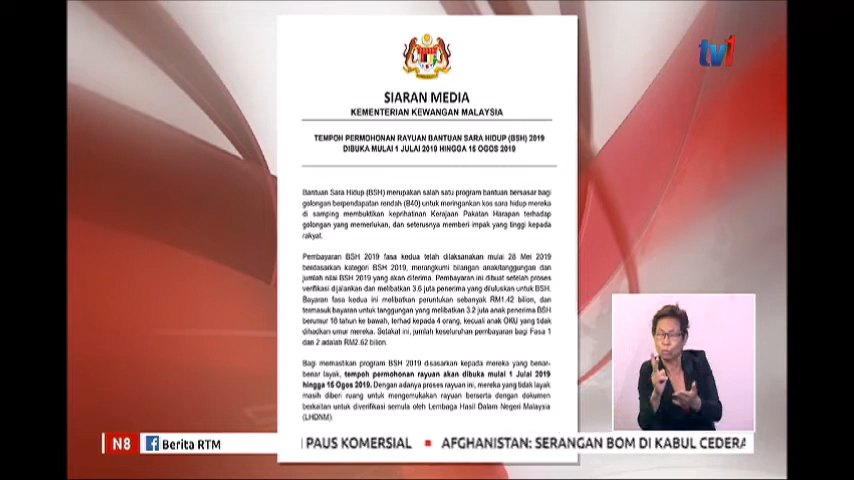 tv1
SIARAN MEDIA
KEMENTERIAN KEWANGAN MALAYSIA
TEMPOH PERMOHONAN RAYUAN BANTUAN SARA HIDUP (BSH) 2019
DIBUKA MULAI 1 JULAI 2019 HINGGA 15 OGOS 2019
Bantuan Sara Hidup (BSH) merupakan salah satu program bantuan bersasar bagi
golongan berpendapatan rendah (B40) untuk meringankan kos sara hidup mereka
di samping membuktikan keprihatinan Kerajaan Pakatan Harapan terhadap
golongan yang memerlukan, dan seterusnya memberi impak yang tinggi kepada
rakyat.
Pembayaran BSH 2019 fasa kedua telah dilaksanakan mulai 28 Mei 2019
berdasarkan kategori BSH 2019, merangkumi bilangan anak/tanggungan dan
jumlah nilai BSH 2019 yang akan diterima. Pembayaran ini dibuat setelah proses
verifikasi dijalankan dan melibatkan 3.6 juta penerima yang diluluskan untuk BSH.
Bayaran fasa kedua ini melibatkan peruntukan sebanyak RM1.42 bilion, dan
termasuk bayaran untuk tanggungan yang melibatkan 3.2 juta anak penerima BSH
berumur 18 tahun ke bawah, terhad kepada 4 orang, kecuali anak OKU yang tidak
dihadkan umur mereka. Setakat ini, jumlah keseluruhan pembayaran bagi Fasa 1
dan 2 adalah RM2.62 bilion.
Bagi memastikan program BSH 2019 disasarkan kepada mereka yang benar-
benar layak, tempoh permohonan rayuan akan dibuka mulai 1 Julai 2019
hingga 15 Ogos 2019. Dengan adanya proses rayuan ini, mereka yang tidak layak
masih diberi ruang untuk mengemukakan rayuan berserta dengan dokumen
berkaitan untuk diverifikasi semula oleh Lembaga Hasil Dalam Negeri Malaysia
(LHDNM).
N8 Berita RTM PAUS KOMERSIAL AFGHANISTAN: SERANGAN BOM DI KABUL CEDERA